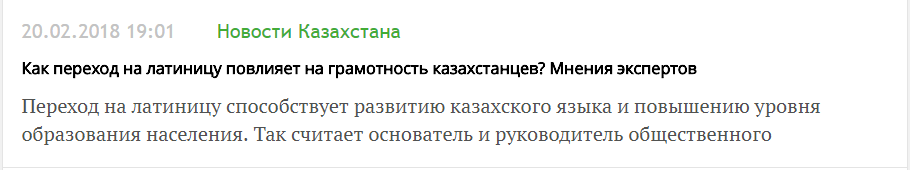 20.02.2018 19:01 Новости Казахстана
Как переход на латиницу повлияет на грамотность казахстанцев? Мнения экспертов
Переход на латиницу способствует развитию казахского языка и повышению уровня
образования населения. Так считает основатель и руководитель общественного